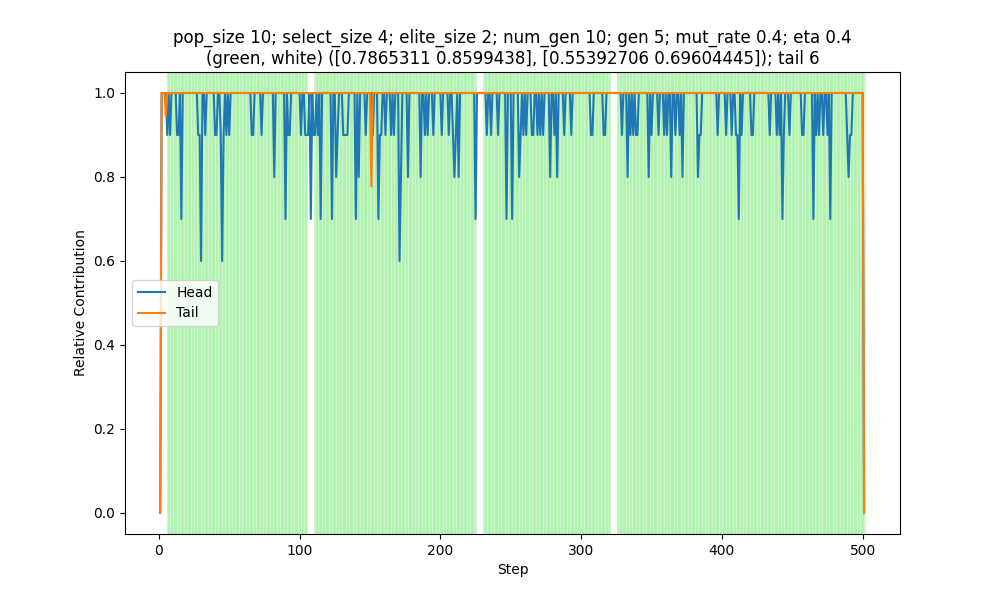 pop_size 10; select_size 4; elite_size 2; num_gen 10; gen 5; mut_rate 0.4; eta 0.4
(green, white) ([0.7865311 0.8599438], [0.55392706 0.69604445]); tail 6
1.0
0.8
0.6
0.4
0.2
0.0
Relative Contribution
Head
Tail
0 100 200 300 400 500
Step